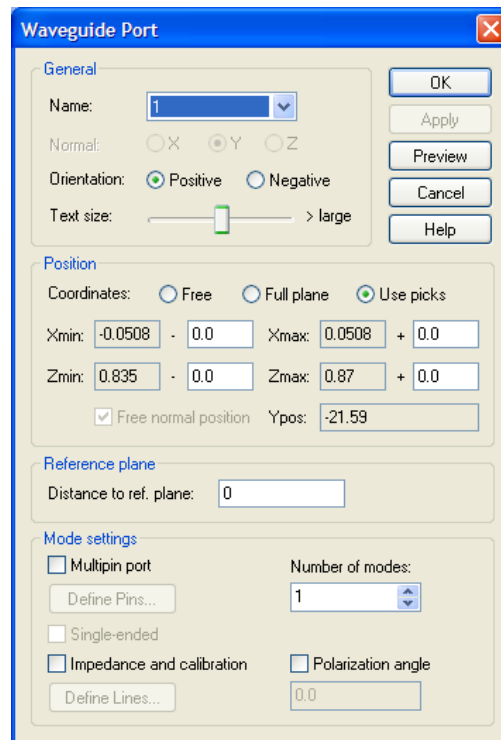 Waveguide Port
General
Name: 1
Normal: X Y Z
Orientation: Positive Negative
Text size: > large
OK
Apply
Preview
Cancel
Help
Position
Coordinates: Free Full plane Use picks
Xmin: -0.0508 - 0.0 Xmax: 0.0508 + 0.0
Zmin: 0.835 - 0.0 Zmax: 0.87 + 0.0
Free normal position Ypos: -21.59
Reference plane
Distance to ref. plane: 0
Mode settings
Multipin port Number of modes:
Define Pins... 1
Single-ended
Impedance and calibration Polarization angle
Define Lines... 0.0